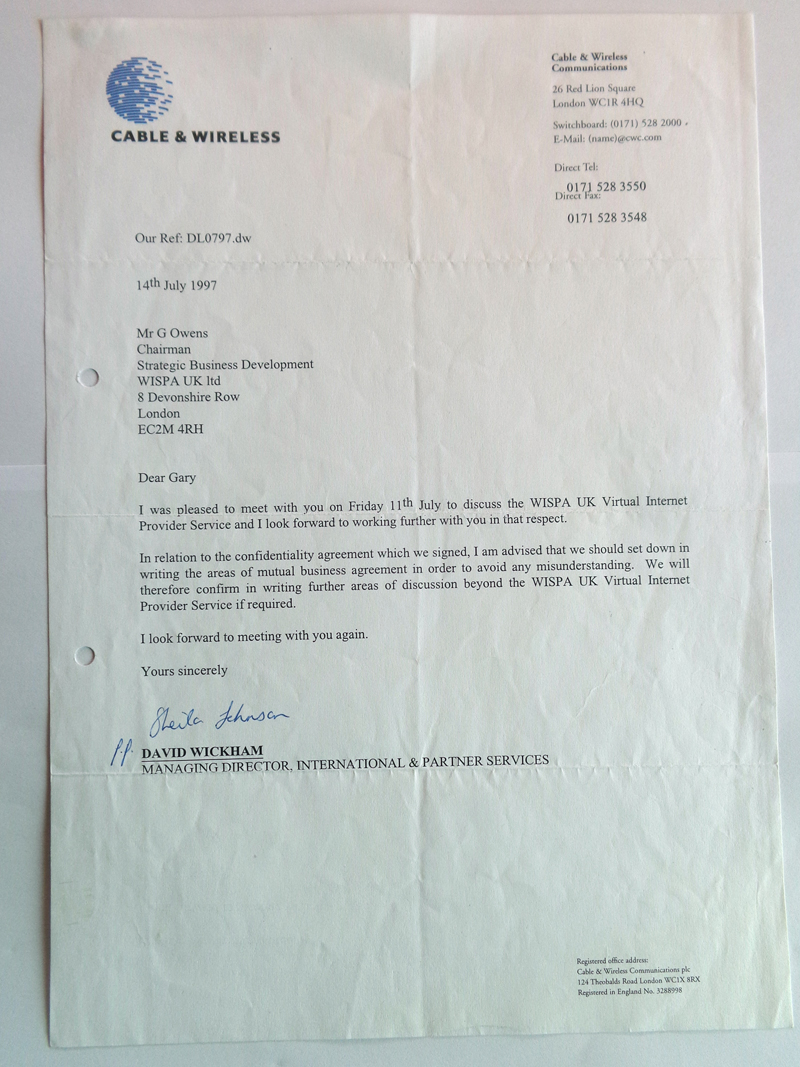 CABLE & WIRELESS
Cable & Wireless
Communications
26 Red Lion Square
London WC1R 4HQ
Switchboard: (0171) 528 2000
E-Mail: (name)@cwc.com
Direct Tel:
0171 528 3550
Direct Fax:
0171 528 3548
Our Ref: DL0797.dw
14th July 1997
Mr G Owens
Chairman
Strategic Business Development
WISPA UK ltd
8 Devonshire Row
London
EC2M 4RH
Dear Gary
I was pleased to meet with you on Friday 11th July to discuss the WISPA UK Virtual Internet
Provider Service and I look forward to working further with you in that respect.
In relation to the confidentiality agreement which we signed, I am advised that we should set down in
writing the areas of mutual business agreement in order to avoid any misunderstanding. We will
therefore confirm in writing further areas of discussion beyond the WISPA UK Virtual Internet
Provider Service if required.
I look forward to meeting with you again.
Yours sincerely
Sheila Johnson
p.p. DAVID WICKHAM
MANAGING DIRECTOR, INTERNATIONAL & PARTNER SERVICES
Registered office address:
Cable & Wireless Communications plc
124 Theobalds Road London WC1X 8RX
Registered in England No. 3288998